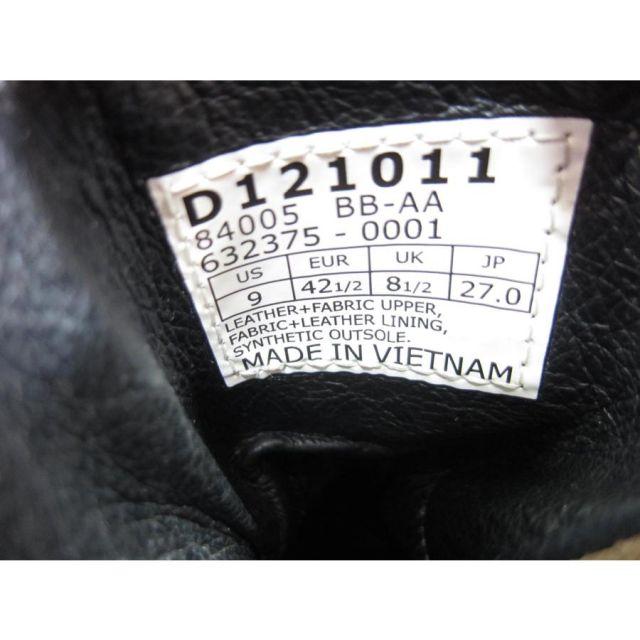 D121011
84005 BB-AA
632375-0001
US EUR UK JP
9 42 1/2 8 1/2 27.0
LEATHER+FABRIC UPPER,
FABRIC+LEATHER LINING,
SYNTHETIC OUTSOLE.
MADE IN VIETNAM